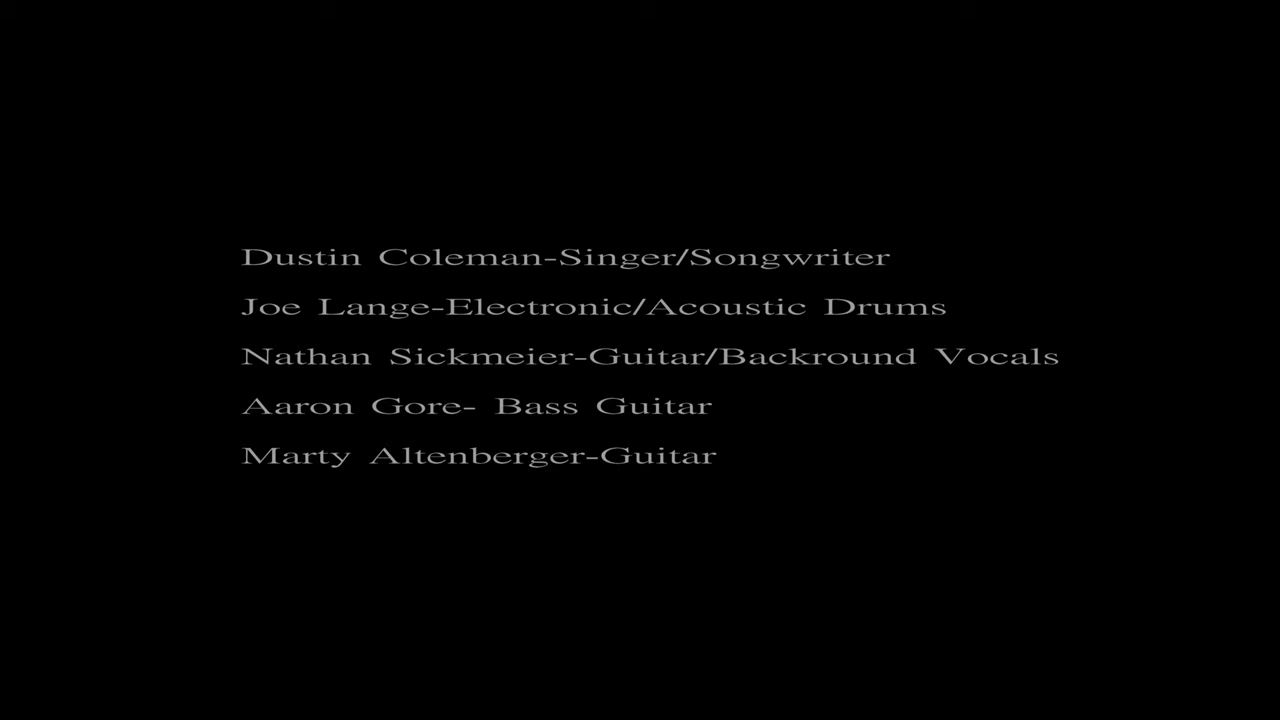 Dustin Coleman-Singer/Songwriter
Joe Lange-Electronic/Acoustic Drums
Nathan Sickmeier-Guitar/Backround Vocals
Aaron Gore- Bass Guitar
Marty Altenberger-Guitar